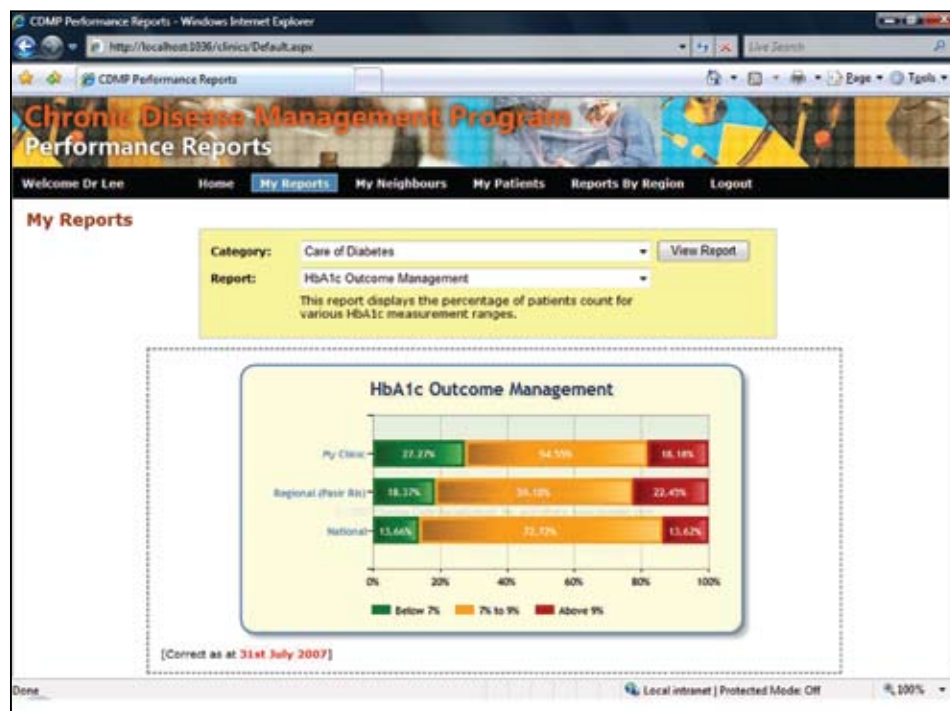 CDMP Performance Reports - Windows Internet Explorer
http://localhost:1036/clinics/Default.aspx
Live Search
CDMP Performance Reports
Page Tools
Chronic Disease Management Program
Performance Reports
Welcome Dr Lee Home My Reports My Neighbours My Patients Reports By Region Logout
My Reports
Category: Care of Diabetes View Report
Report: HbA1c Outcome Management
This report displays the percentage of patients count for
various HbA1c measurement ranges.
HbA1c Outcome Management
My Clinic 27.27% 54.55% 18.18%
Regional (Pasir Ris) 18.37% 59.18% 22.45%
National 13.66% 72.72% 13.62%
0% 20% 40% 60% 80% 100%
Below 7% 7% to 9% Above 9%
[Correct as at 31st July 2007]
Done Local intranet | Protected Mode: Off 100%